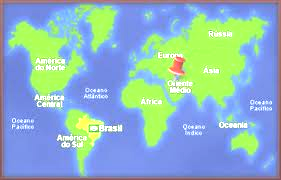 Rússia
Europa
América
do Norte
Ásia
Oriente
Médio
América
Central
Oceano
Atlântico
África
Oceano
Pacífico
Oceano
Pacífico
Brasil
Oceano
Índico
Oceania
América
do Sul